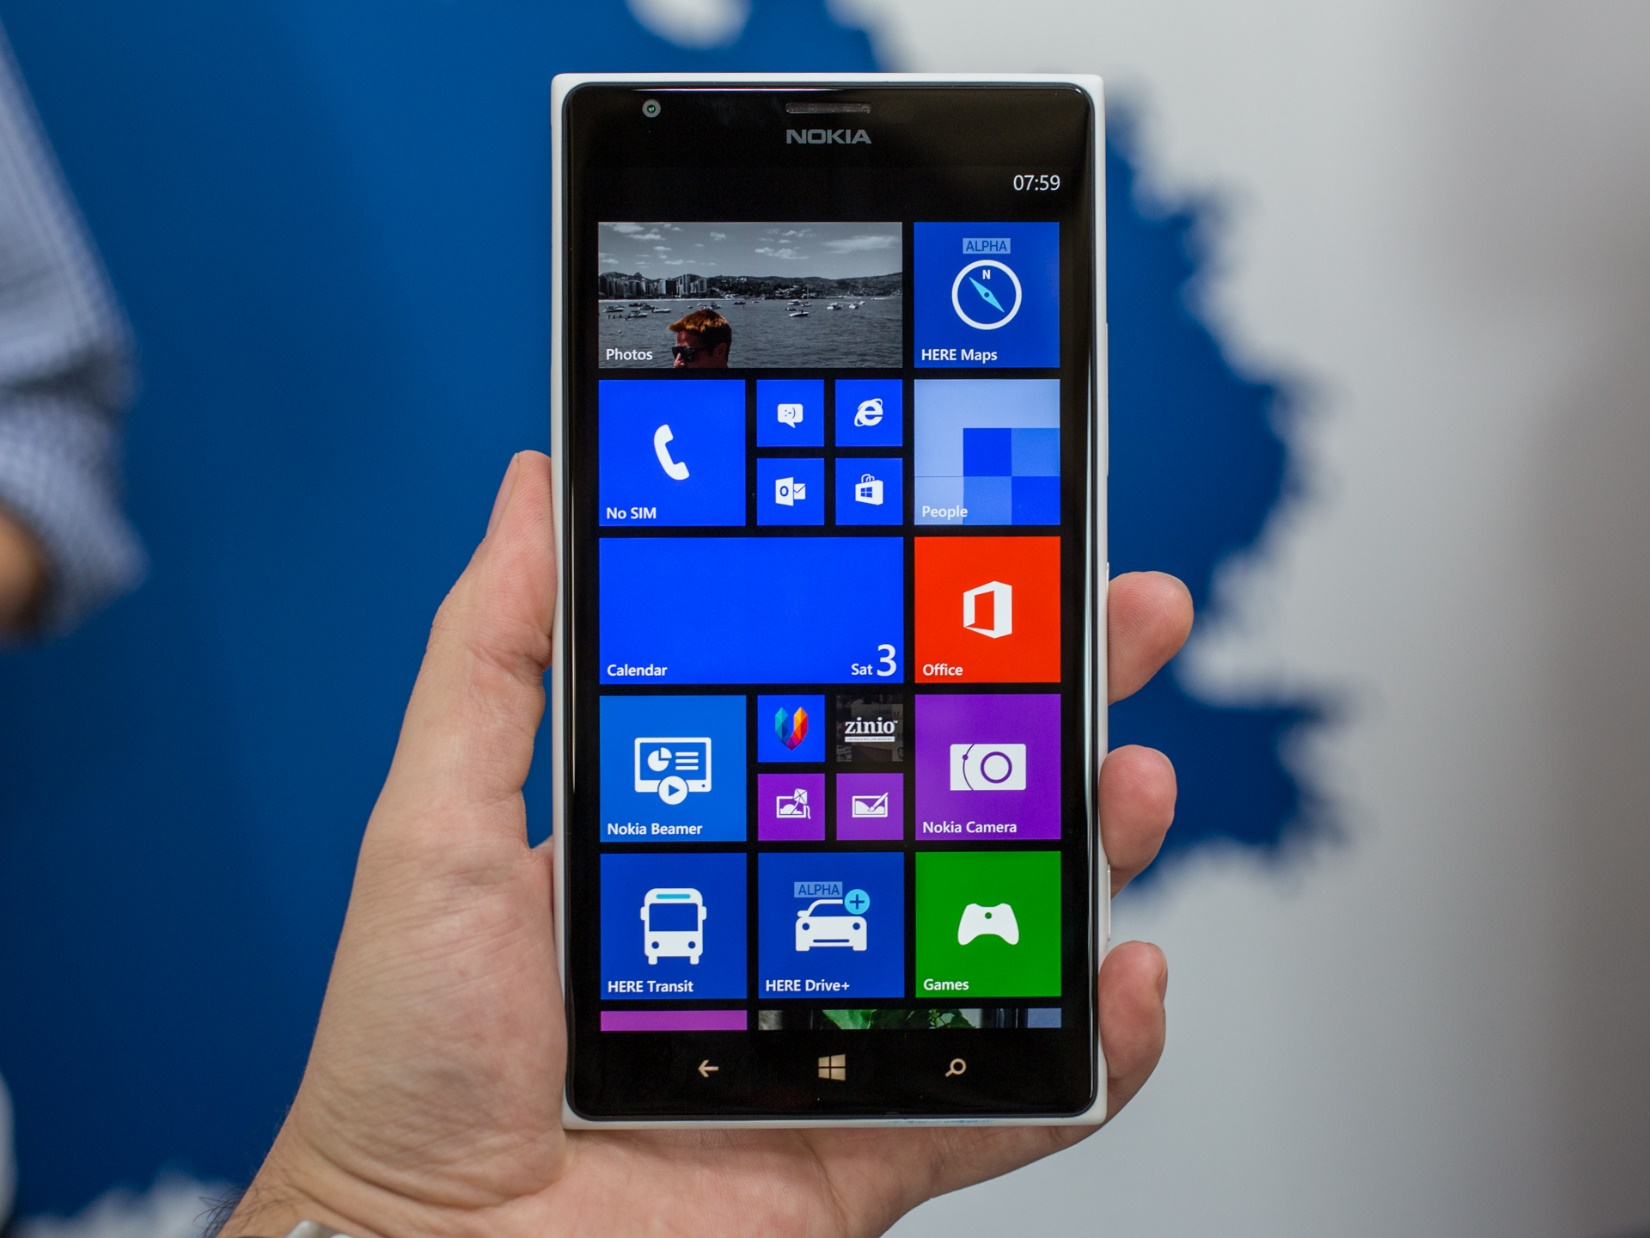 NOKIA
07:59
Photos
ALPHA
N
HERE Maps
No SIM
:-)
People
Calendar
Sat 3
Office
Nokia Beamer
zinio
Nokia Camera
HERE Transit
ALPHA
HERE Drive+
Games